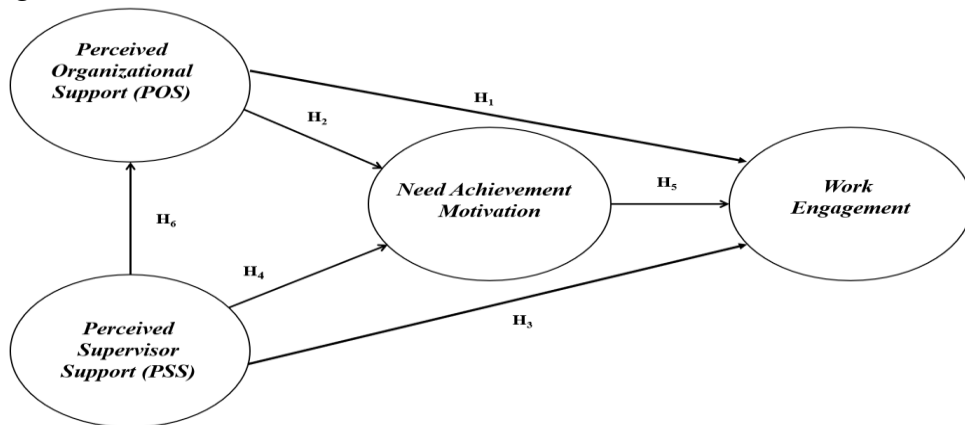 Perceived
Organizational
Support (POS)
H₁
H₂
Need Achievement
Motivation
H₅
Work
Engagement
H₆
H₄
H₃
Perceived
Supervisor
Support (PSS)